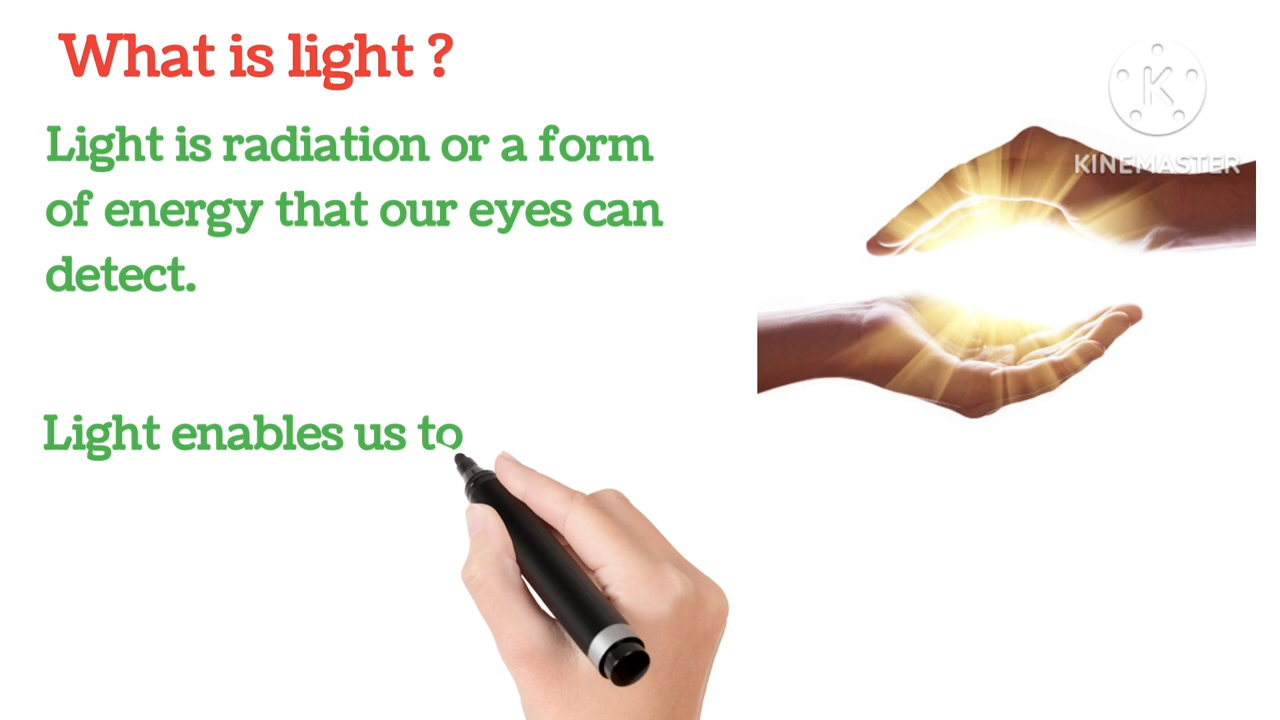 What is light ?
Light is radiation or a form
of energy that our eyes can
detect.
Light enables us to
K
KINEMASTER